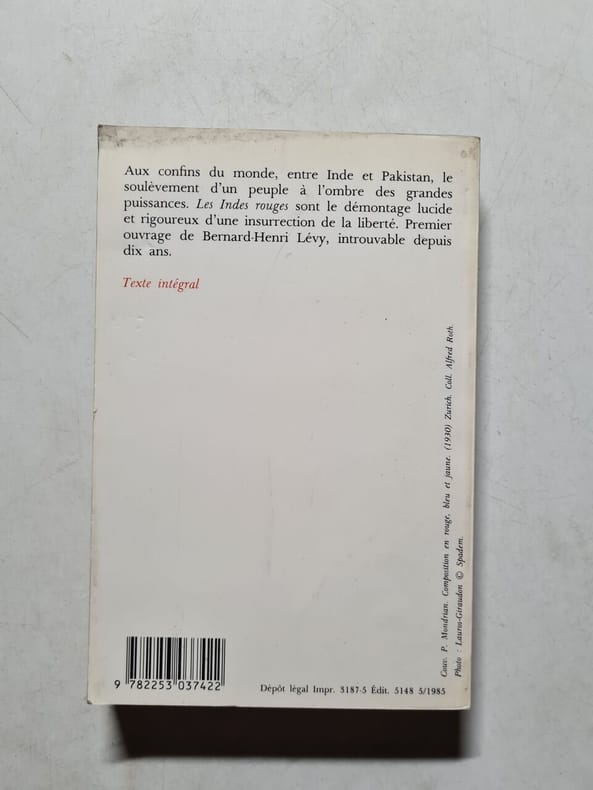 Aux confins du monde, entre Inde et Pakistan, le
soulèvement d'un peuple à l'ombre des grandes
puissances. Les Indes rouges sont le démontage lucide
et rigoureux d'une insurrection de la liberté. Premier
ouvrage de Bernard-Henri Lévy, introuvable depuis
dix ans.
Texte intégral
Couv. P. Mondrian. Composition en rouge, bleu et jaune. (1930) Zurich. Coll. Alfred Roth.
Photo : Lauros-Giraudon © Spadem.
9 782253 037422
Dépôt légal Impr. 3187-5 Édit. 5148 5/1985